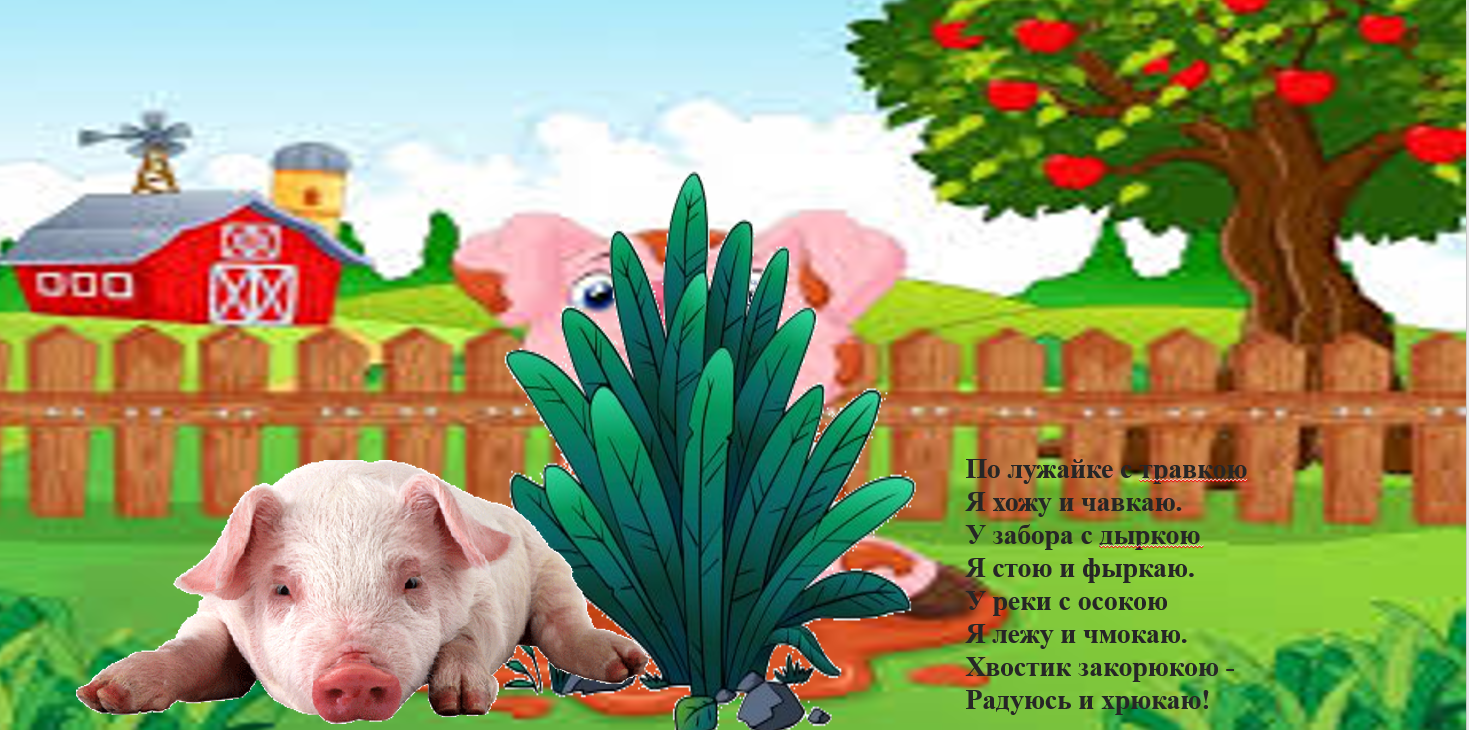 По лужайке с травкою
Я хожу и чавкаю.
У забора с дыркою
Я стою и фыркаю.
У реки с осокою
Я лежу и чмокаю.
Хвостик закорюкою -
Радуюсь и хрюкаю!